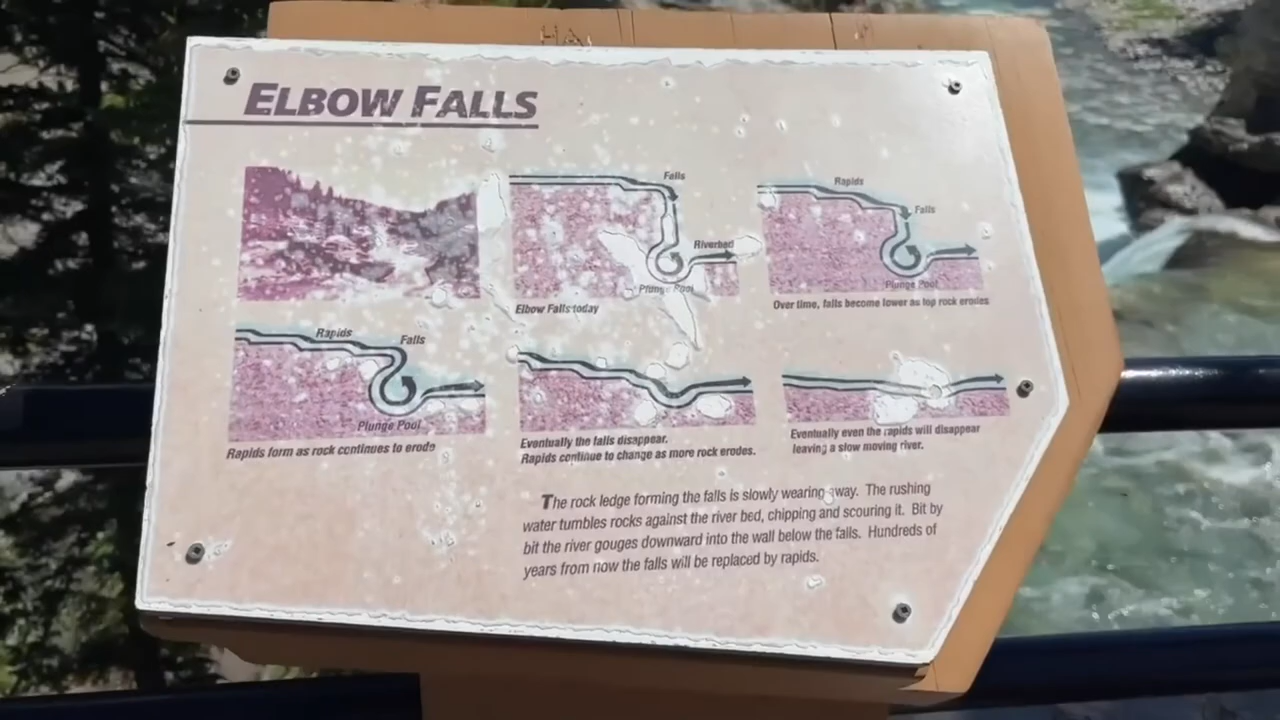 ELBOW FALLS
Falls
Riverbed
Plunge Pool
Elbow Falls today
Rapids
Falls
Plunge Pool
Over time, falls become lower as top rock erodes
Rapids
Falls
Plunge Pool
Rapids form as rock continues to erode
Eventually the falls disappear.
Rapids continue to change as more rock erodes.
Eventually even the rapids will disappear
leaving a slow moving river.
The rock ledge forming the falls is slowly wearing away. The rushing
water tumbles rocks against the river bed, chipping and scouring it. Bit by
bit the river gouges downward into the wall below the falls. Hundreds of
years from now the falls will be replaced by rapids.